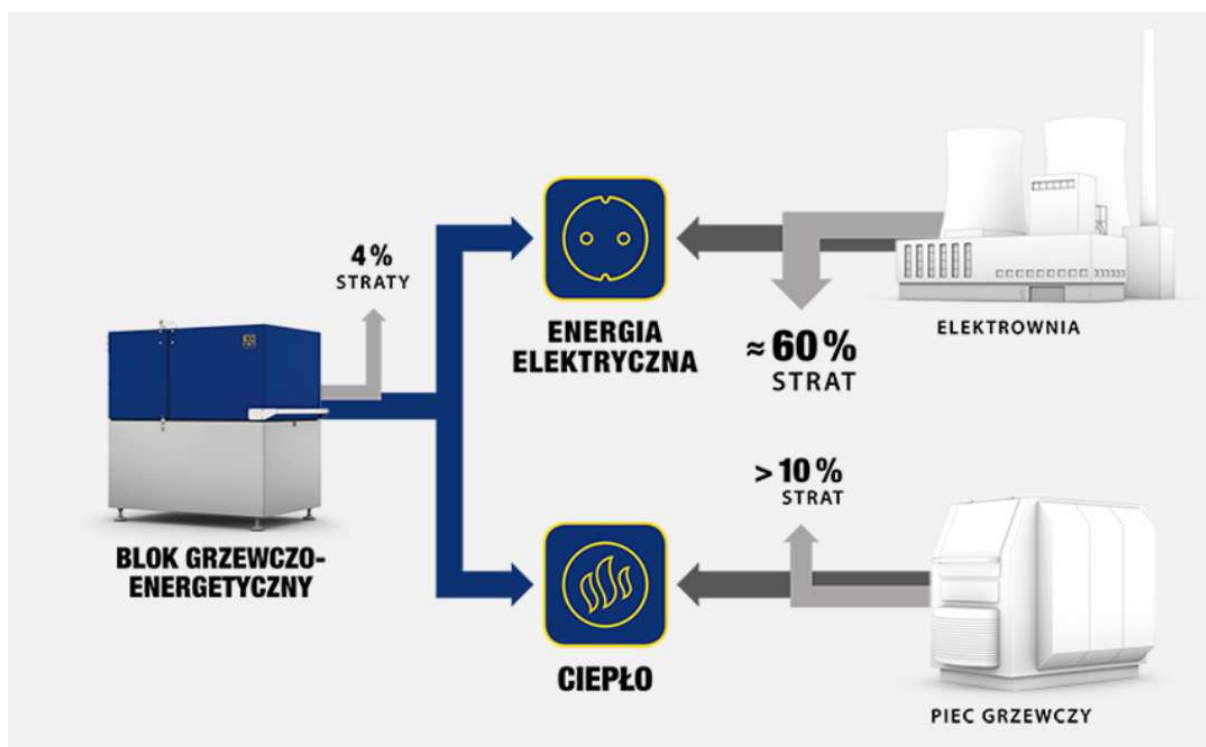 4%
STRATY
BLOK GRZEWCZO-
ENERGETYCZNY
ENERGIA
ELEKTRYCZNA
≈ 60%
STRAT
ELEKTROWNIA
> 10%
STRAT
CIEPŁO
PIEC GRZEWCZY